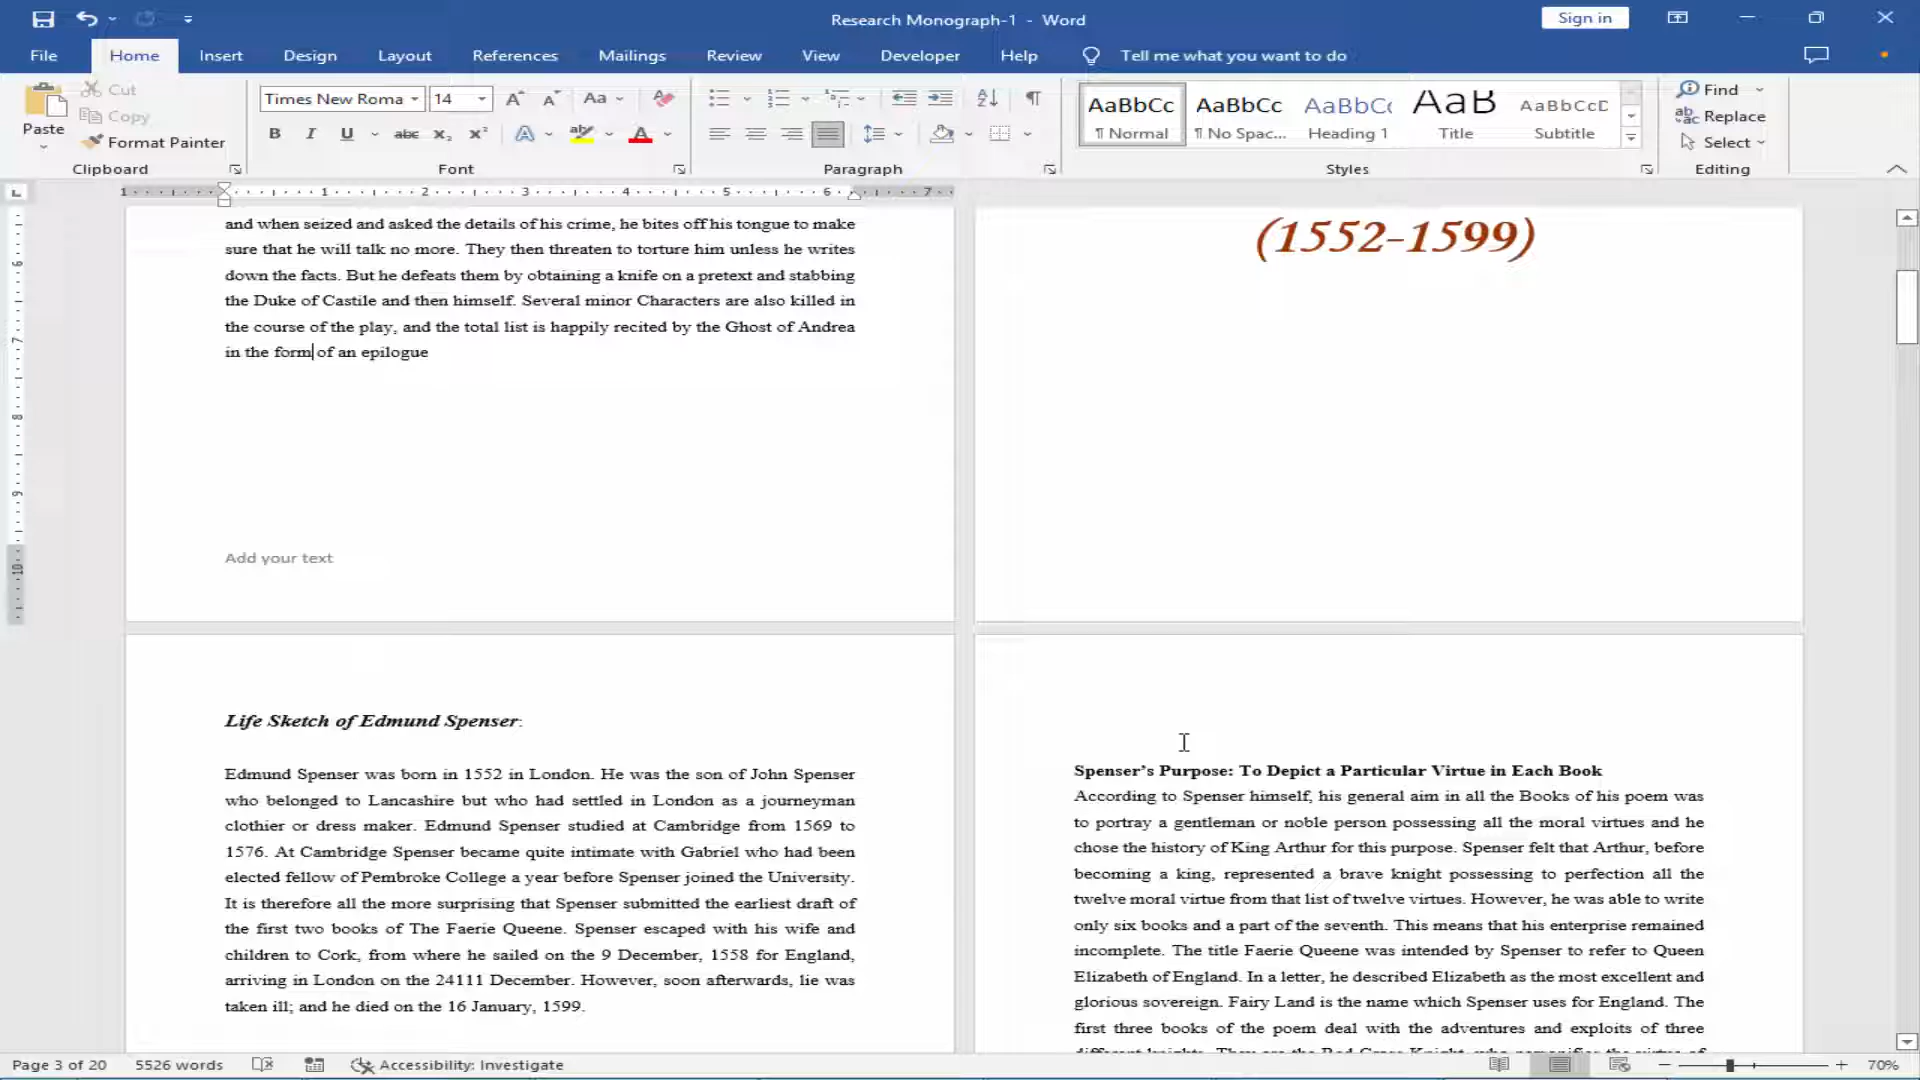 Research Monograph-1 - Word
Sign in
File
Home
Insert
Design
Layout
References
Mailings
Review
View
Developer
Help
Tell me what you want to do
Paste
Cut
Copy
Format Painter
Clipboard
Times New Roma
14
Font
Paragraph
AaBbCc
¶ Normal
AaBbCc
¶ No Spac...
AaBbCc
Heading 1
AaB
Title
AaBbCcD
Subtitle
Styles
Find
Replace
Select
Editing
and when seized and asked the details of his crime, he bites off his tongue to make
sure that he will talk no more. They then threaten to torture him unless he writes
down the facts. But he defeats them by obtaining a knife on a pretext and stabbing
the Duke of Castile and then himself. Several minor Characters are also killed in
the course of the play, and the total list is happily recited by the Ghost of Andrea
in the form of an epilogue
Add your text
(1552-1599)
Life Sketch of Edmund Spenser:
Edmund Spenser was born in 1552 in London. He was the son of John Spenser
who belonged to Lancashire but who had settled in London as a journeyman
clothier or dress maker. Edmund Spenser studied at Cambridge from 1569 to
1576. At Cambridge Spenser became quite intimate with Gabriel who had been
elected fellow of Pembroke College a year before Spenser joined the University.
It is therefore all the more surprising that Spenser submitted the earliest draft of
the first two books of The Faerie Queene. Spenser escaped with his wife and
children to Cork, from where he sailed on the 9 December, 1558 for England,
arriving in London on the 24111 December. However, soon afterwards, lie was
taken ill; and he died on the 16 January, 1599.
Spenser's Purpose: To Depict a Particular Virtue in Each Book
According to Spenser himself, his general aim in all the Books of his poem was
to portray a gentleman or noble person possessing all the moral virtues and he
chose the history of King Arthur for this purpose. Spenser felt that Arthur, before
becoming a king, represented a brave knight possessing to perfection all the
twelve moral virtue from that list of twelve virtues. However, he was able to write
only six books and a part of the seventh. This means that his enterprise remained
incomplete. The title Faerie Queene was intended by Spenser to refer to Queen
Elizabeth of England. In a letter, he described Elizabeth as the most excellent and
glorious sovereign. Fairy Land is the name which Spenser uses for England. The
first three books of the poem deal with the adventures and exploits of three
different knights. They are the Red Cross Knight, who personifies the virtue of
Page 3 of 20
5526 words
Accessibility: Investigate
70%